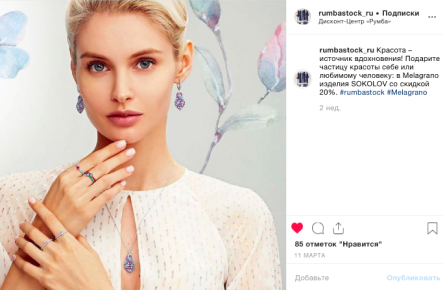 rumbastock_ru • Подписки
Дисконт-Центр «Румба»
rumbastock_ru Красота –
источник вдохновения! Подарите
частицу красоты себе или
любимому человеку: в Melagrano
изделия SOKOLOV со скидкой
20%. #rumbastock #Melagrano
2 нед.
85 отметок "Нравится"
11 МАРТА
Добавьте
Опубликовать